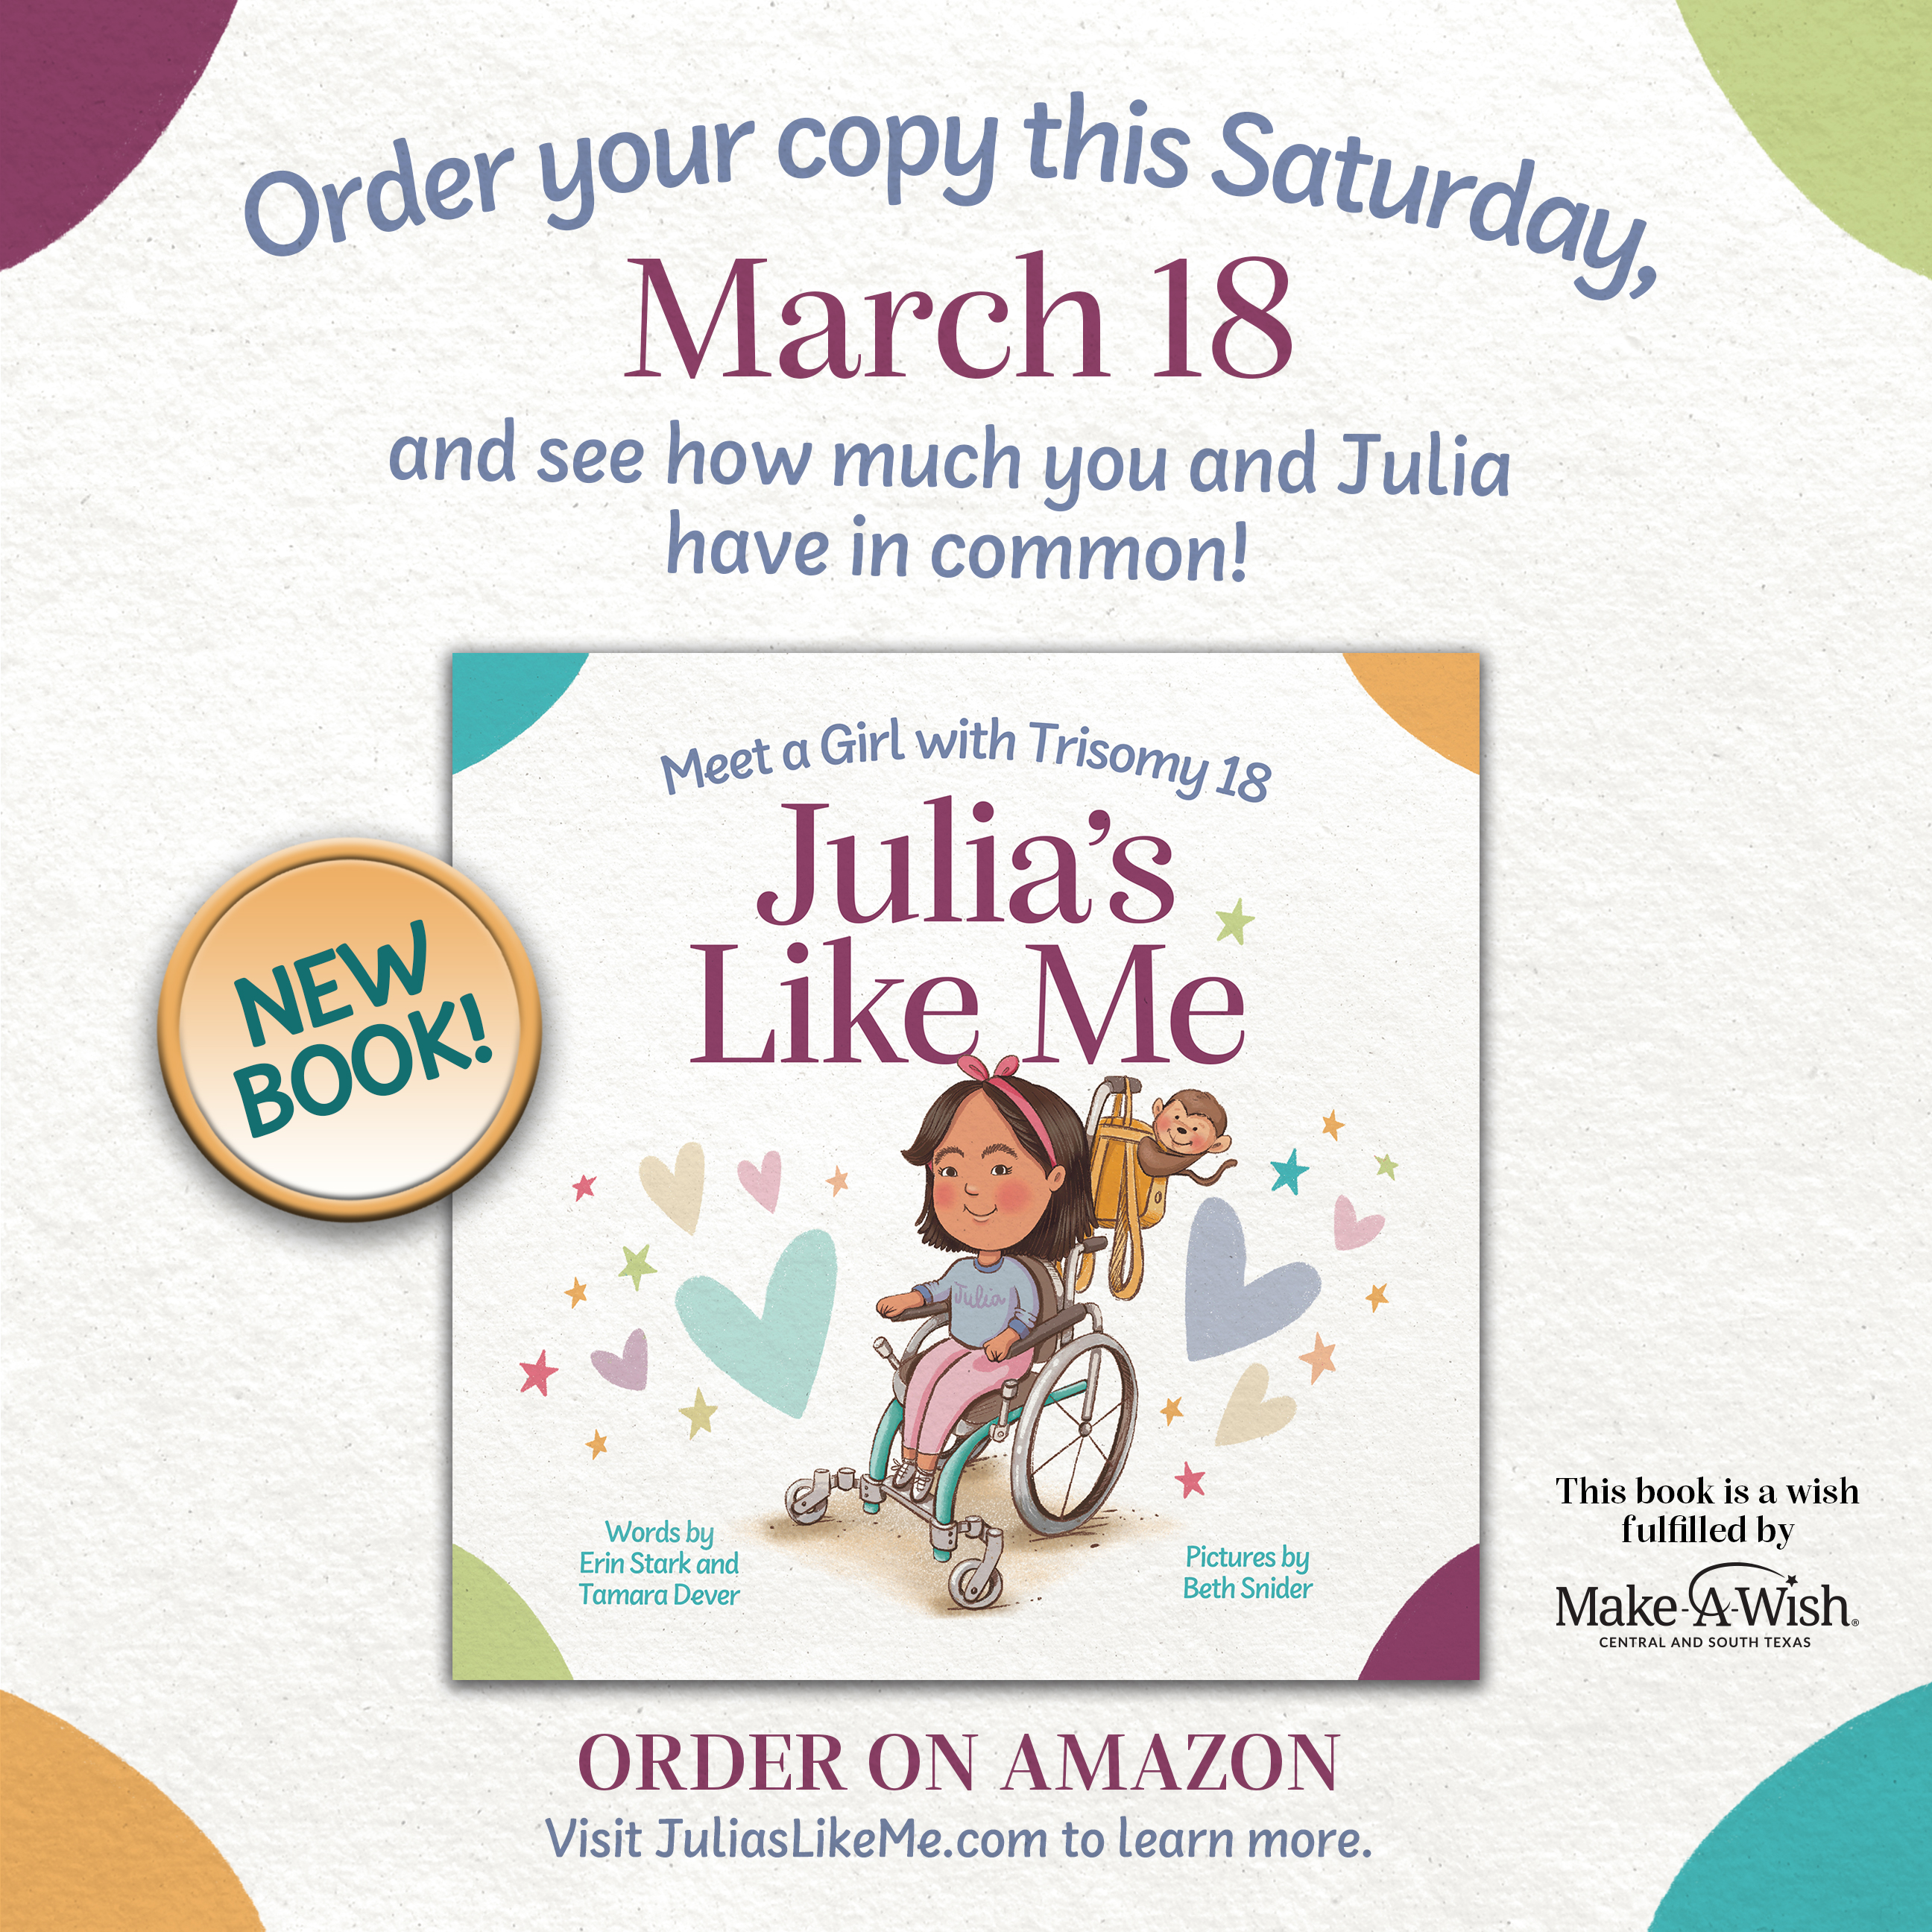 Order your copy this Saturday,
March 18
and see how much you and Julia
have in common!
Meet a Girl with Trisomy 18
Julia's
Like Me
NEW
BOOK!
Julia
Words by
Erin Stark and
Tamara Dever
Pictures by
Beth Snider
This book is a wish
fulfilled by
Make-A-Wish®
CENTRAL AND SOUTH TEXAS
ORDER ON AMAZON
Visit JuliasLikeMe.com to learn more.